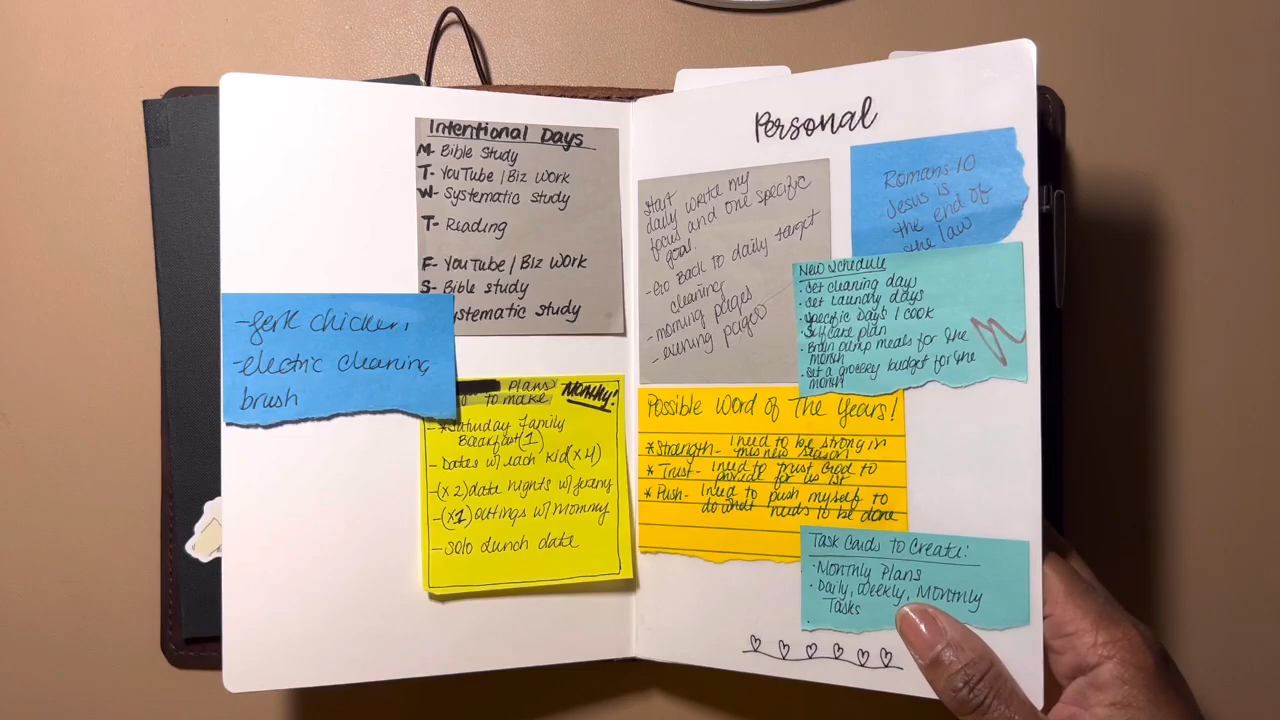 Intentional Days
M- Bible Study
T- YouTube / Biz Work
W- Systematic study
T- Reading
F- YouTube / Biz Work
S- Bible study
ystematic study
-Jerk chicken
-electric cleaning
brush
Plans
to make
Monthly!
- *Saturday Family
Breakfast (1)
- Dates w/ each kid (x4)
-(x2) date nights w/ Jeremy
-(x1) outings w/ Mommy
- Solo Lunch date
Personal
Start
daily write my
focus and one specific
goal.
- Go Back to daily target
cleaning
- morning pages
- evening pages
Romans 10
Jesus is
the end of
the law
New Schedule
· Set cleaning days
· Set Laundry days
· Specific Days I cook
· Selfcare plan
· Brain dump meals for the
month
· Set a grocery budget for the
month
Possible Word of The Years!
* Strength- I need to be strong in
this new season
* Trust- I need to trust God to
provide for us 1st
* Push- I need to push myself to
do what needs to be done
Task Cards to Create:
· Monthly Plans
· Daily, Weekly, Monthly
Tasks